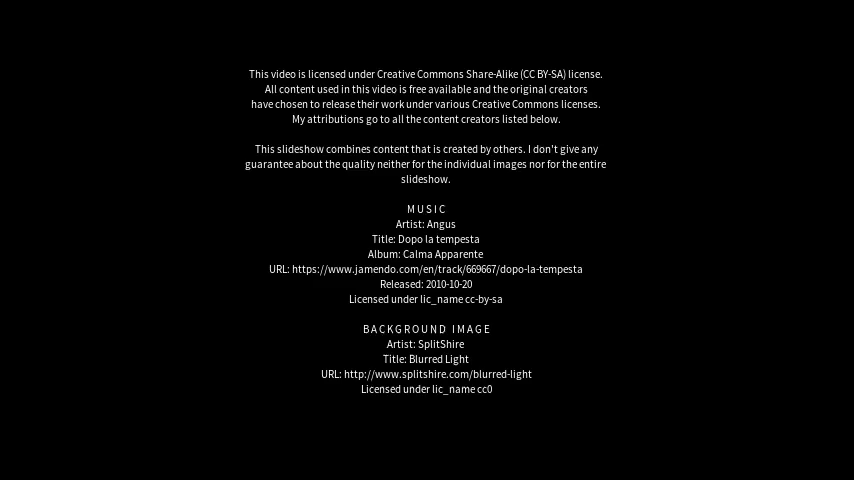 This video is licensed under Creative Commons Share-Alike (CC BY-SA) license.
All content used in this video is free available and the original creators
have chosen to release their work under various Creative Commons licenses.
My attributions go to all the content creators listed below.
This slideshow combines content that is created by others. I don't give any
guarantee about the quality neither for the individual images nor for the entire
slideshow.
MUSIC
Artist: Angus
Title: Dopo la tempesta
Album: Calma Apparente
URL: https://www.jamendo.com/en/track/669667/dopo-la-tempesta
Released: 2010-10-20
Licensed under lic_name cc-by-sa
BACKGROUND IMAGE
Artist: SplitShire
Title: Blurred Light
URL: http://www.splitshire.com/blurred-light
Licensed under lic_name cc0